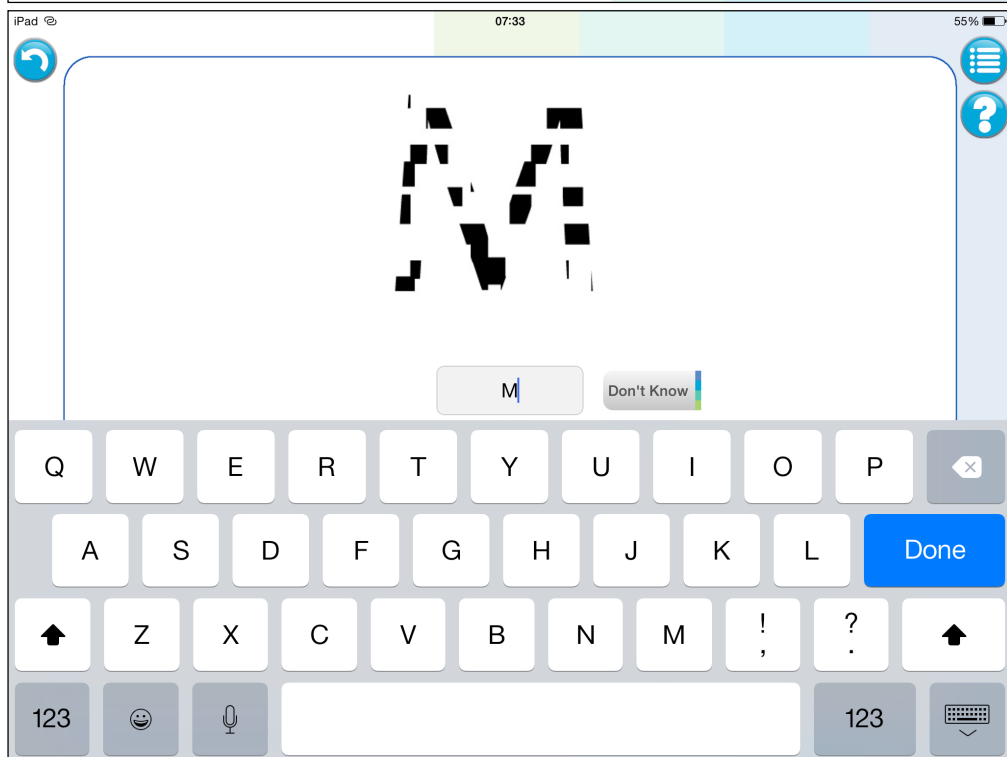 iPad 07:33 55%
?
M
M Don't Know
Q W E R T Y U I O P
A S D F G H J K L Done
Z X C V B N M ! , ? .
123 123